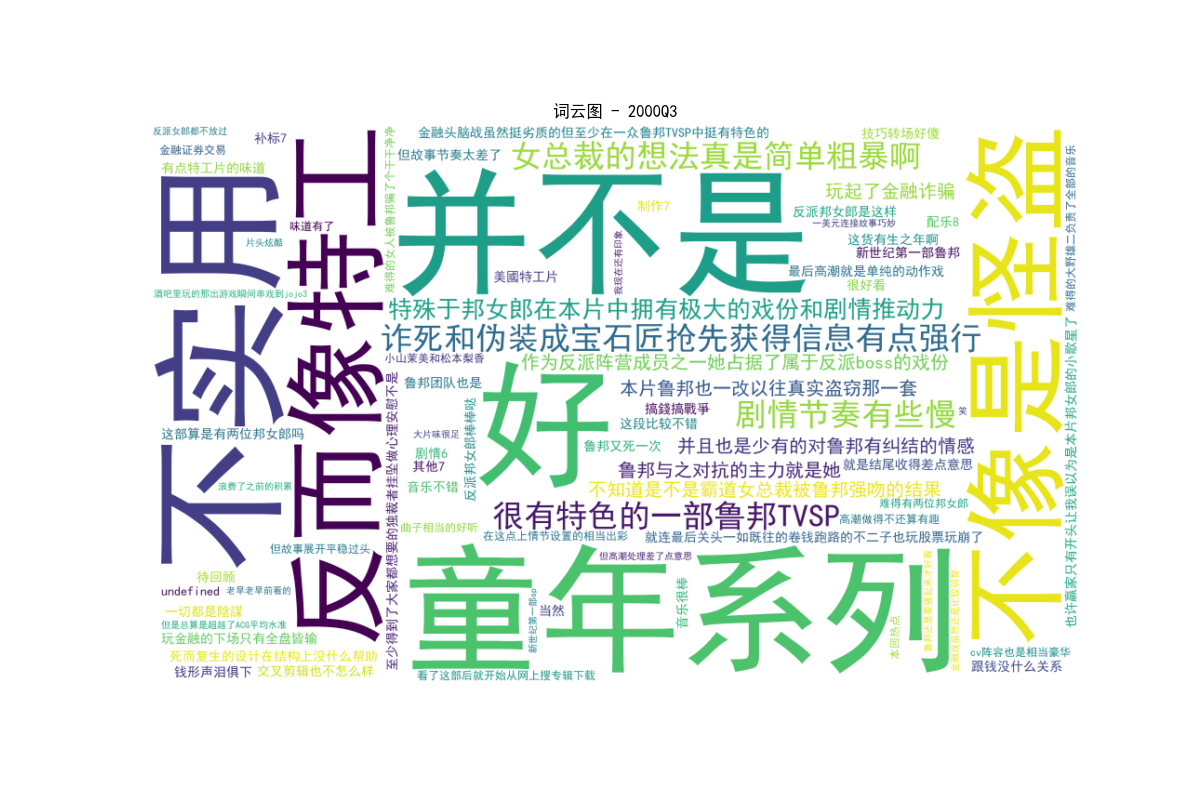 词云图 - 2000Q3
反派女郎都不放过
补标7
金融证券交易
有点特工片的味道
不实用
片头炫酷
酒吧里玩的那出游戏瞬间串戏到jojo3
这部算是有两位邦女郎吗
浪费了之前的积累
但故事展开平稳过头
待回顾
undefined
老早老早前看的
一切都是陰謀
但是总算是超越了ACG平均水准
玩金融的下场只有全盘皆输
死而复生的设计在结构上没什么帮助
钱形声泪俱下
交叉剪辑也不怎么样
反而像特工
味道有了
难得的女人被鲁邦骗了个干干净净
至少得到了大家都想要的独裁者挂坠做心理安慰不是
金融头脑战虽然挺劣质的但至少在一众鲁邦TVSP中挺有特色的
技巧转场好傻
但故事节奏太差了
女总裁的想法真是简单粗暴啊
并不是
玩起了金融诈骗
制作7
反派邦女郎是这样
一美元连接故事巧妙
配乐8
这货有生之年啊
新世纪第一部鲁邦
我现在还有印象
美國特工片
最后高潮就是单纯的动作戏
很好看
特殊于邦女郎在本片中拥有极大的戏份和剧情推动力
诈死和伪装成宝石匠抢先获得信息有点强行
小山茉美和松本梨香
作为反派阵营成员之一她占据了属于反派boss的戏份
鲁邦团队也是
好
本片鲁邦也一改以往真实盗窃那一套
搞錢搞戰爭
剧情节奏有些慢
笑
这段比较不错
大片味很足
反派邦女郎棒棒哒
鲁邦又死一次
并且也是少有的对鲁邦有纠结的情感
剧情6
其他7
鲁邦与之对抗的主力就是她
就是结尾收得差点意思
音乐不错
不知道是不是霸道女总裁被鲁邦强吻的结果
难得有两位邦女郎
很有特色的一部鲁邦TVSP
高潮做得不还算有趣
曲子相当的好听
在这点上情节设置的相当出彩
就连最后关头一如既往的卷钱跑路的不二子也玩股票玩崩了
但高潮处理差了点意思
童年系列
新世纪第一部sp
当然
音乐很棒
本回热点
鲁邦还是要骚起来才好看
看了这部后就开始从网上搜专辑下载
不像是怪盗
难得的大野雄二负责了全部的音乐
也许赢家只有开头让我误以为是本片邦女郎的小歌星了
cv阵容也是相当豪华
跟钱没什么关系